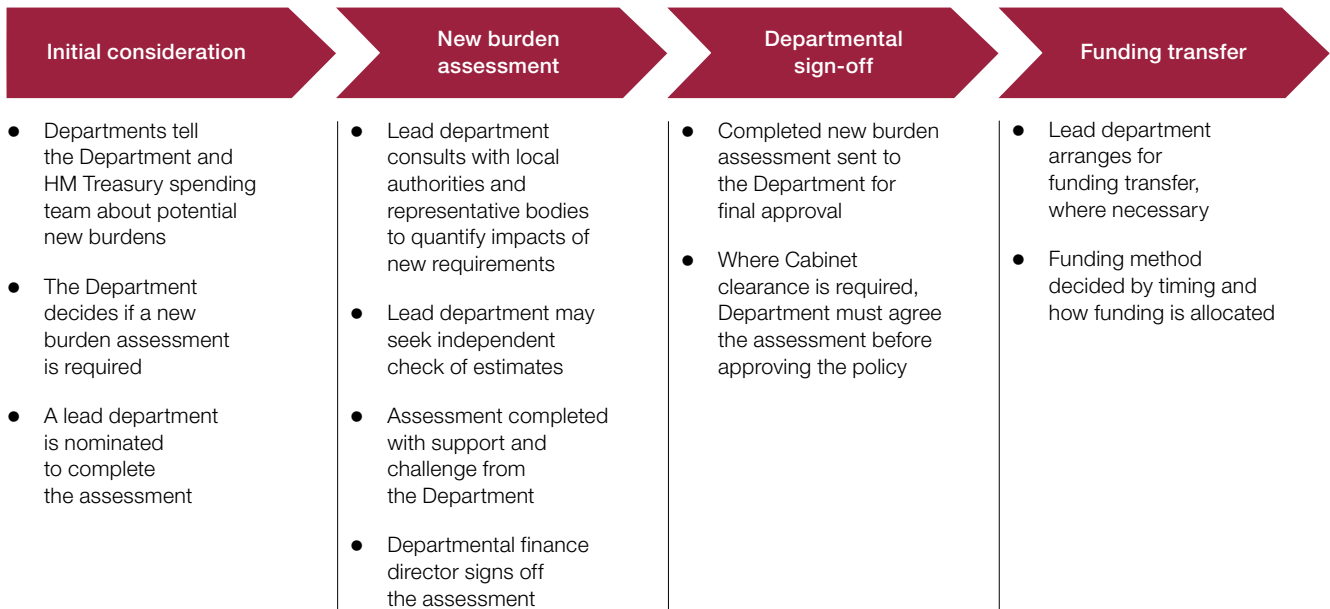 Initial consideration
New burden
assessment
Departmental
sign-off
Funding transfer
● Departments tell
the Department and
HM Treasury spending
team about potential
new burdens
● The Department
decides if a new
burden assessment
is required
● A lead department
is nominated
to complete
the assessment
● Lead department
consults with local
authorities and
representative bodies
to quantify impacts of
new requirements
● Lead department may
seek independent
check of estimates
● Assessment completed
with support and
challenge from
the Department
● Departmental finance
director signs off
the assessment
● Completed new burden
assessment sent to
the Department for
final approval
● Where Cabinet
clearance is required,
Department must agree
the assessment before
approving the policy
● Lead department
arranges for
funding transfer,
where necessary
● Funding method
decided by timing and
how funding is allocated